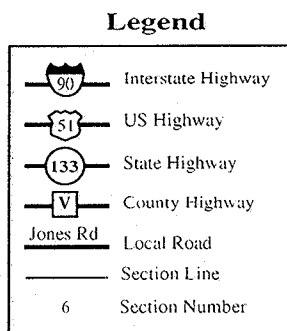 Legend
90 Interstate Highway
51 US Highway
133 State Highway
V County Highway
Jones Rd Local Road
Section Line
6 Section Number